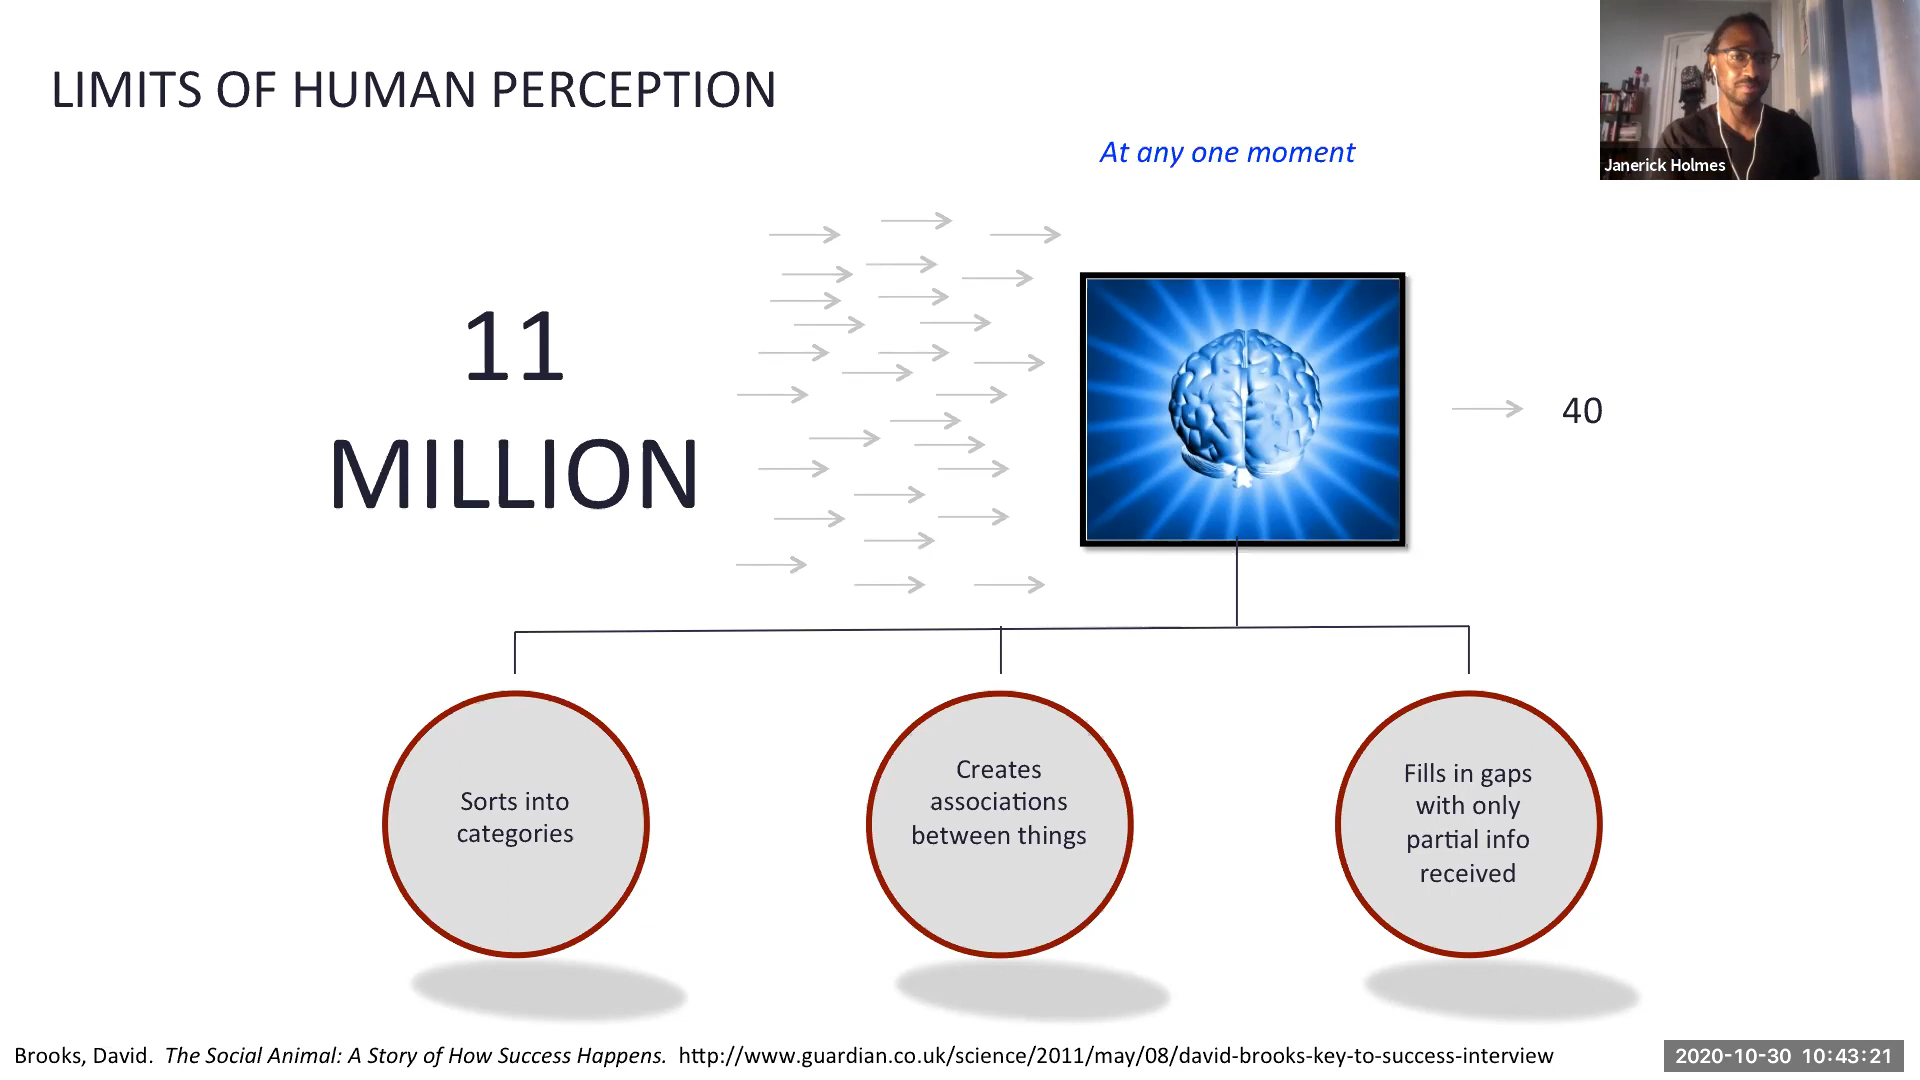 LIMITS OF HUMAN PERCEPTION
At any one moment
Janerick Holmes
11
MILLION
40
Sorts into
categories
Creates
associations
between things
Fills in gaps
with only
partial info
received
Brooks, David.  The Social Animal: A Story of How Success Happens.  http://www.guardian.co.uk/science/2011/may/08/david-brooks-key-to-success-interview
2020-10-30  10:43:21